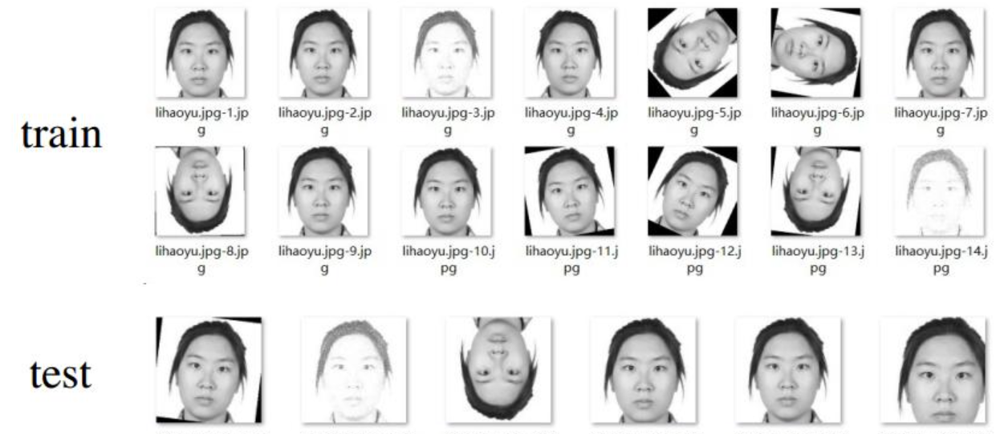 train
lihaoyu.jpg-1.jp
g
lihaoyu.jpg-2.jp
g
lihaoyu.jpg-3.jp
g
lihaoyu.jpg-4.jp
g
lihaoyu.jpg-5.jp
g
lihaoyu.jpg-6.jp
g
lihaoyu.jpg-7.jp
g
lihaoyu.jpg-8.jp
g
lihaoyu.jpg-9.jp
g
lihaoyu.jpg-10.j
pg
lihaoyu.jpg-11.j
pg
lihaoyu.jpg-12.j
pg
lihaoyu.jpg-13.j
pg
lihaoyu.jpg-14.j
pg
test